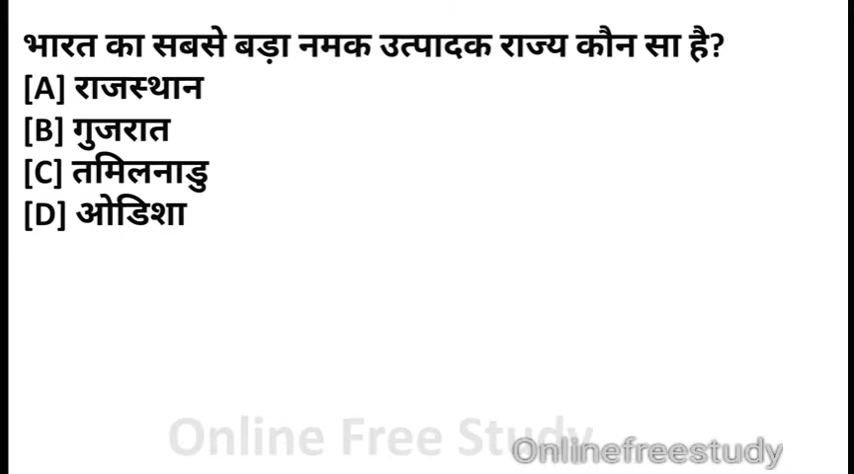 भारत का सबसे बड़ा नमक उत्पादक राज्य कौन सा है?
[A] राजस्थान
[B] गुजरात
[C] तमिलनाडु
[D] ओडिशा
Online Free Study
Onlinefreestudy